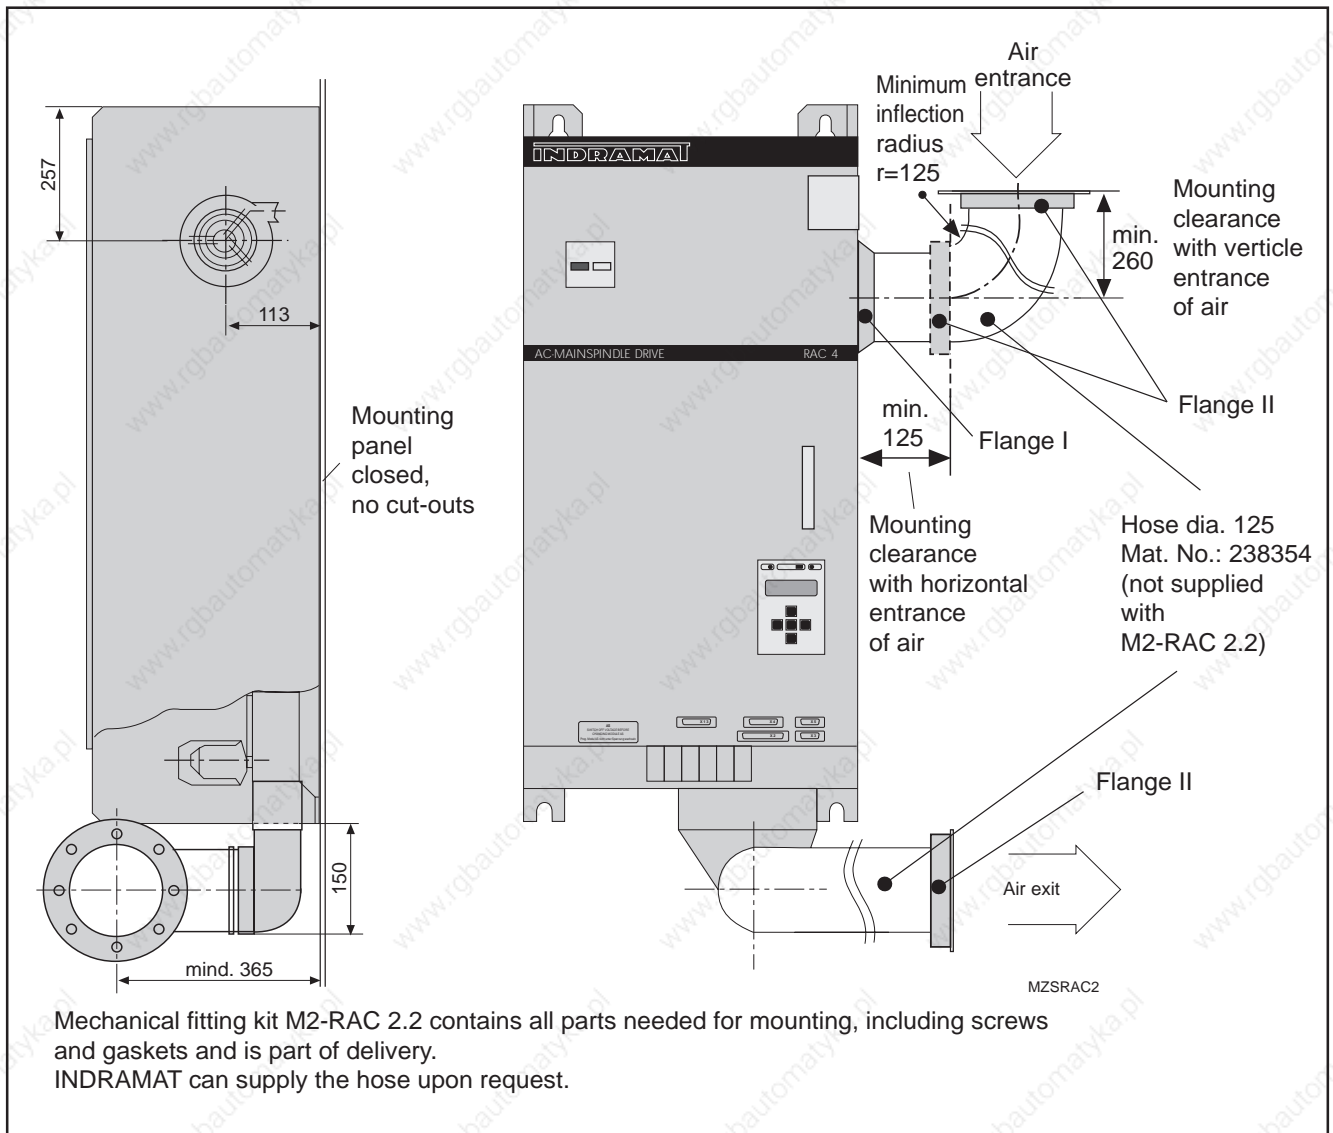 Air
entrance
Minimum
inflection
radius
r=125
INDRAMAT
257
113
Mounting
clearance
with verticle
entrance
of air
min.
260
AC-MAINSPINDLE DRIVE RAC 4
Mounting
panel
closed,
no cut-outs
min.
125
Flange I
Flange II
Mounting
clearance
with horizontal
entrance
of air
Hose dia. 125
Mat. No.: 238354
(not supplied
with
M2-RAC 2.2)
Flange II
150
Air exit
mind. 365
MZSRAC2
Mechanical fitting kit M2-RAC 2.2 contains all parts needed for mounting, including screws
and gaskets and is part of delivery.
INDRAMAT can supply the hose upon request.
www.rgbautomatyka.pl